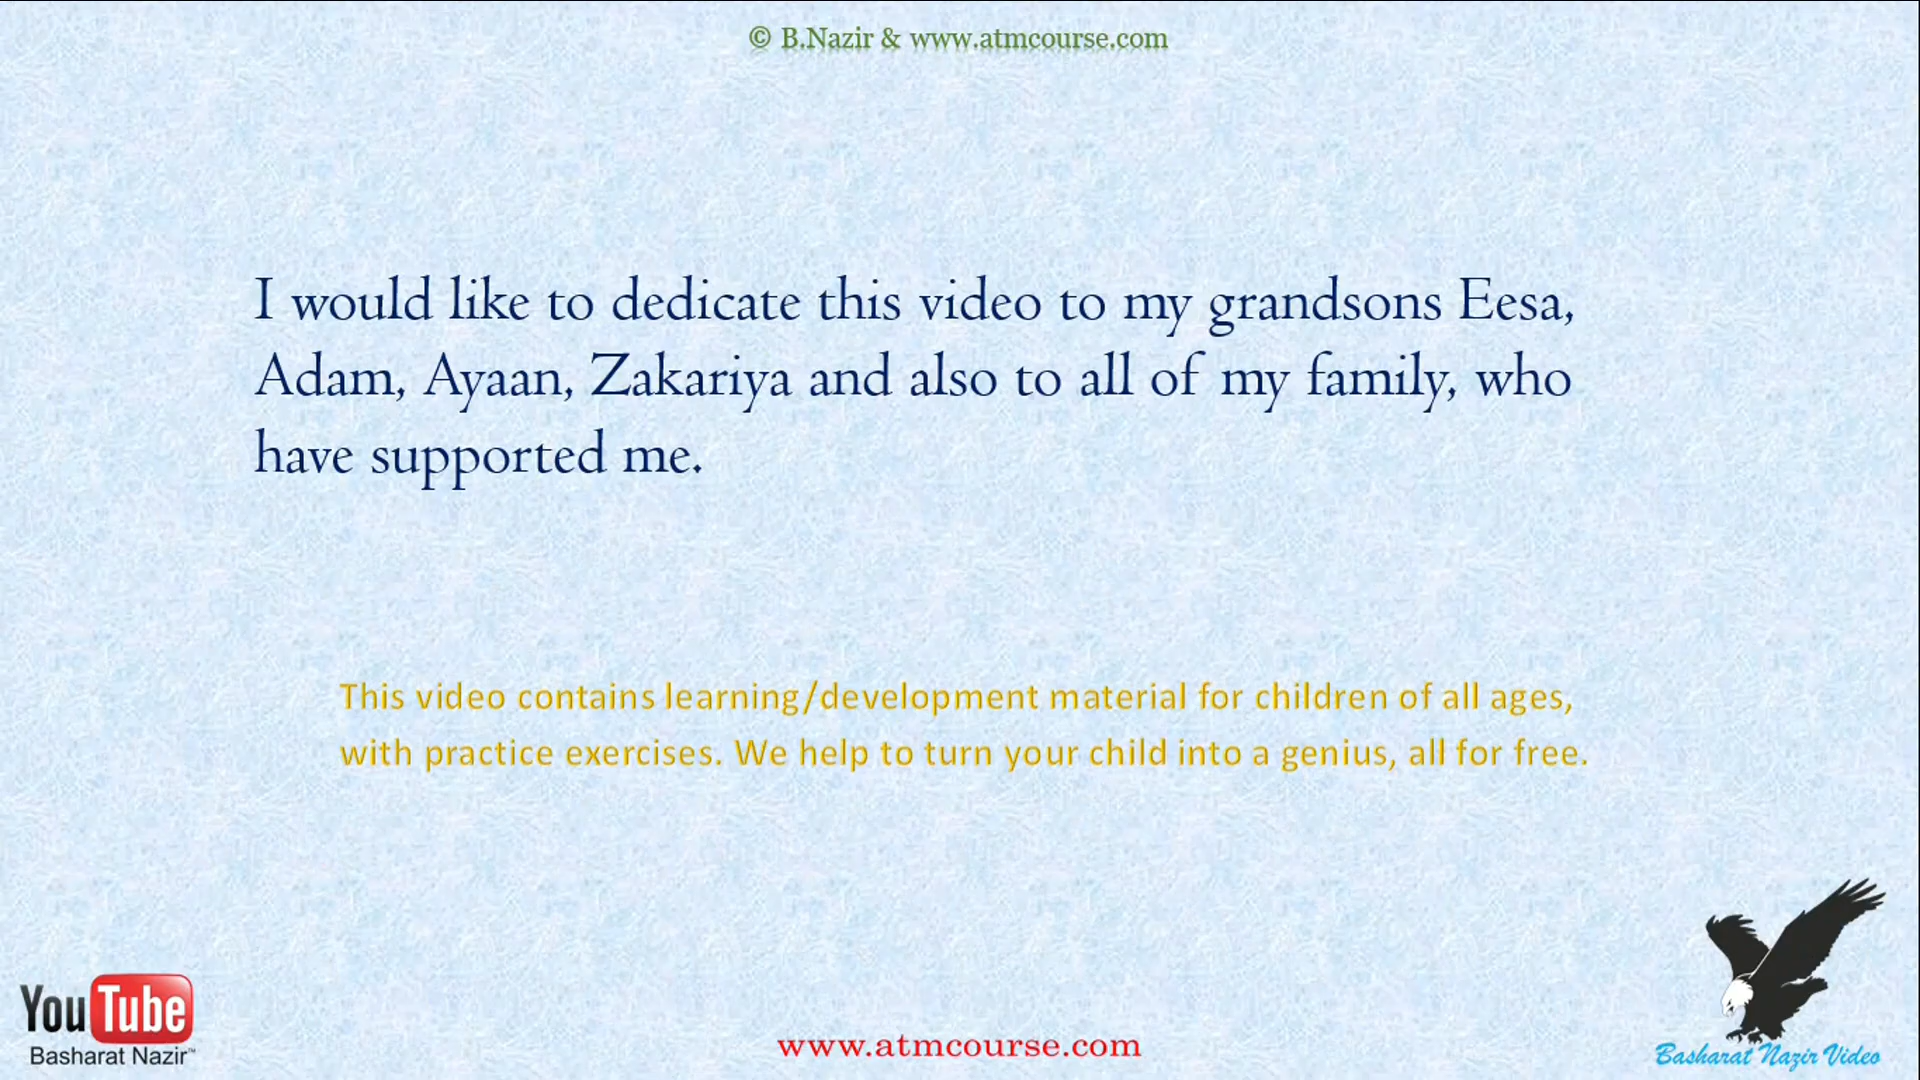 © B.Nazir & www.atmcourse.com
I would like to dedicate this video to my grandsons Eesa,
Adam, Ayaan, Zakariya and also to all of my family, who
have supported me.
This video contains learning/development material for children of all ages,
with practice exercises. We help to turn your child into a genius, all for free.
YouTube
Basharat Nazir™
www.atmcourse.com
Basharat Nazir Video